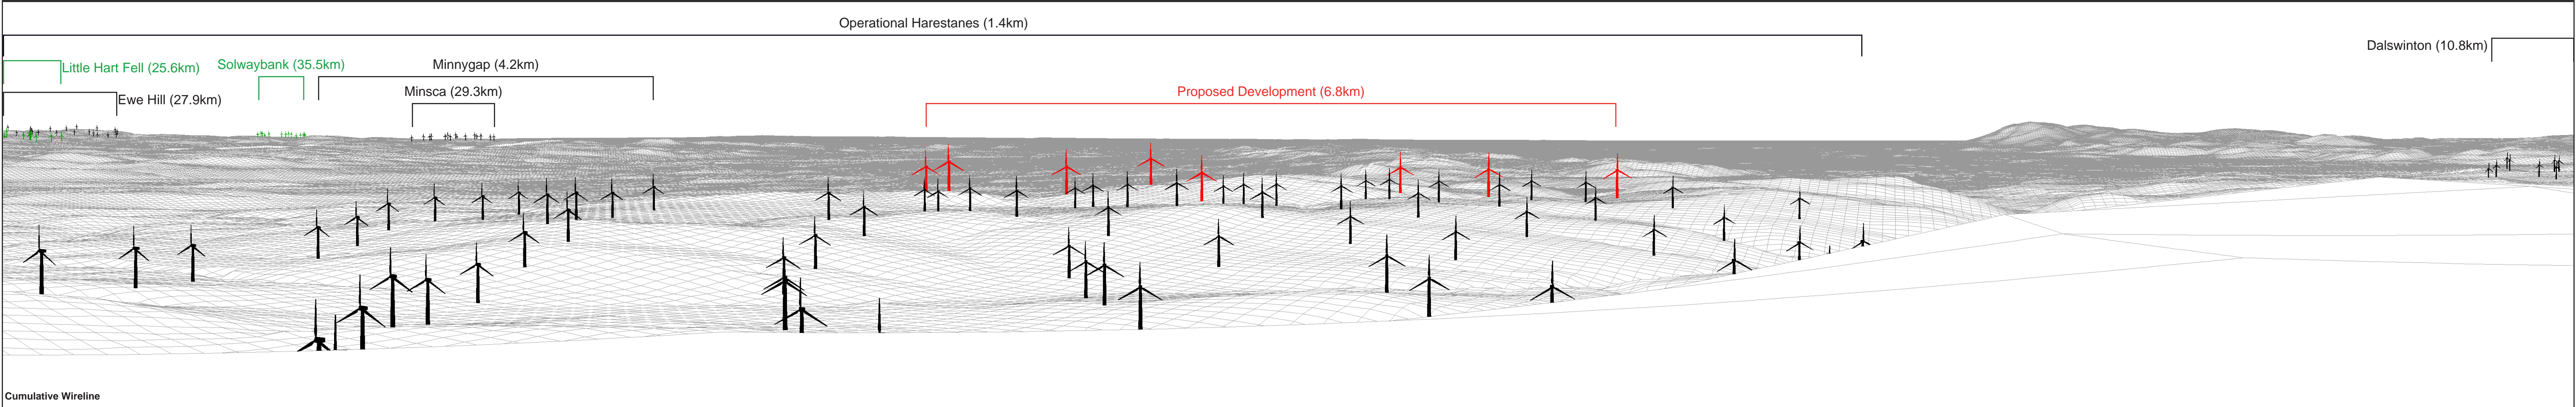 Operational Harestanes (1.4km)
Dalswinton (10.8km)
Little Hart Fell (25.6km)
Solwaybank (35.5km)
Minnygap (4.2km)
Ewe Hill (27.9km)
Minsca (29.3km)
Proposed Development (6.8km)
Cumulative Wireline